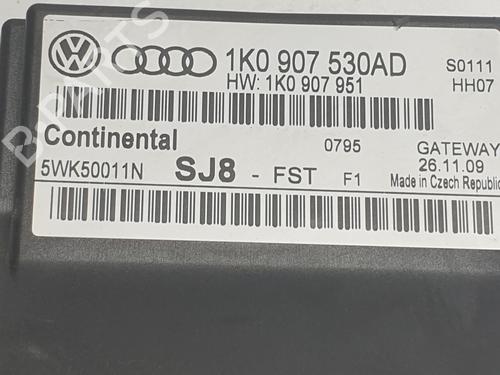 1K0 907 530AD S0111
HW: 1K0 907 951 HH07
Continental 0795 GATEWAY
5WK50011N SJ8 - FST F1 26.11.09
Made in Czech Republic